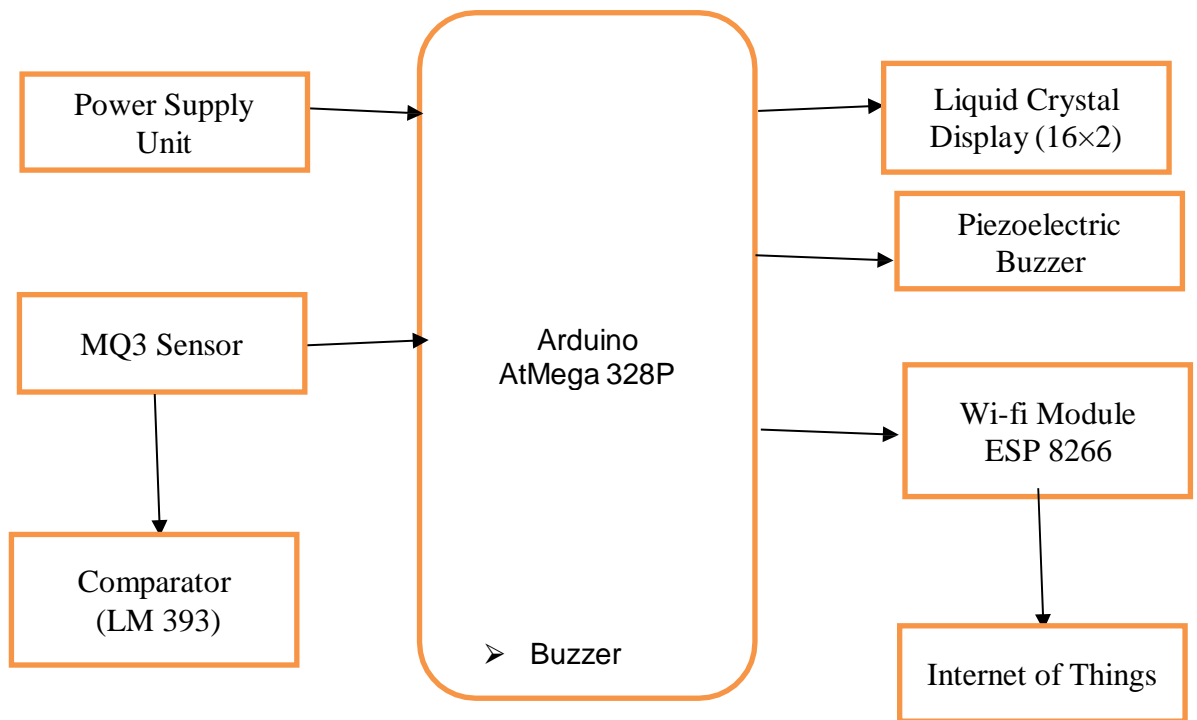 Power Supply
Unit
Liquid Crystal
Display (16×2)
Piezoelectric
Buzzer
MQ3 Sensor
Arduino
AtMega 328P
Wi-fi Module
ESP 8266
Comparator
(LM 393)
➢ Buzzer
Internet of Things